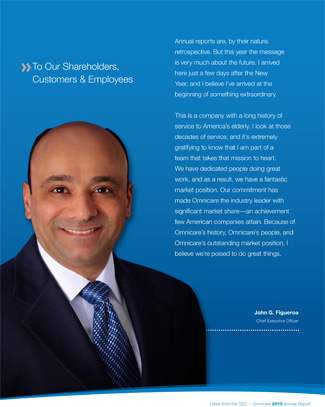 To Our Shareholders,
Customers & Employees
Annual reports are, by their nature,
retrospective. But this year the message
is very much about the future. I arrived
here just a few days after the New
Year, and I believe I've arrived at the
beginning of something extraordinary.
This is a company with a long history of
service to America's elderly. I look at those
decades of service, and it's extremely
gratifying to know that I am part of a
team that takes that mission to heart.
We have dedicated people doing great
work, and as a result, we have a fantastic
market position. Our commitment has
made Omnicare the industry leader with
significant market share—an achievement
few American companies attain. Because of
Omnicare's history, Omnicare's people, and
Omnicare's outstanding market position, I
believe we're poised to do great things.
John G. Figueroa
Chief Executive Officer
Letter from the CEO | Omnicare 2010 Annual Report